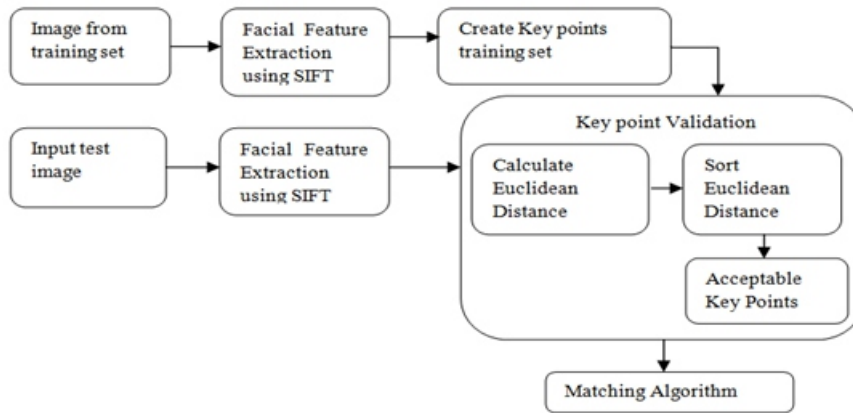 Image from
training set
Facial Feature
Extraction
using SIFT
Create Key points
training set
Input test
image
Facial Feature
Extraction
using SIFT
Key point Validation
Calculate
Euclidean
Distance
Sort
Euclidean
Distance
Acceptable
Key Points
Matching Algorithm